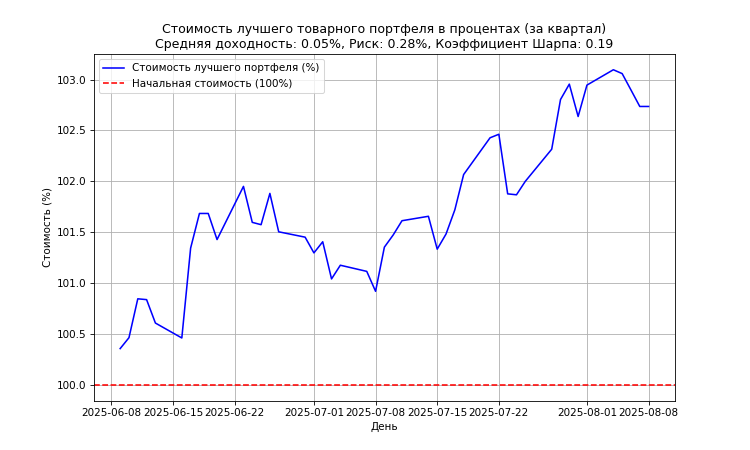 Стоимость лучшего товарного портфеля в процентах (за квартал)
Средняя доходность: 0.05%, Риск: 0.28%, Коэффициент Шарпа: 0.19
Стоимость лучшего портфеля (%)
Начальная стоимость (100%)
Стоимость (%)
103.0
102.5
102.0
101.5
101.0
100.5
100.0
2025-06-08 2025-06-15 2025-06-22 2025-07-01 2025-07-08 2025-07-15 2025-07-22 2025-08-01 2025-08-08
День